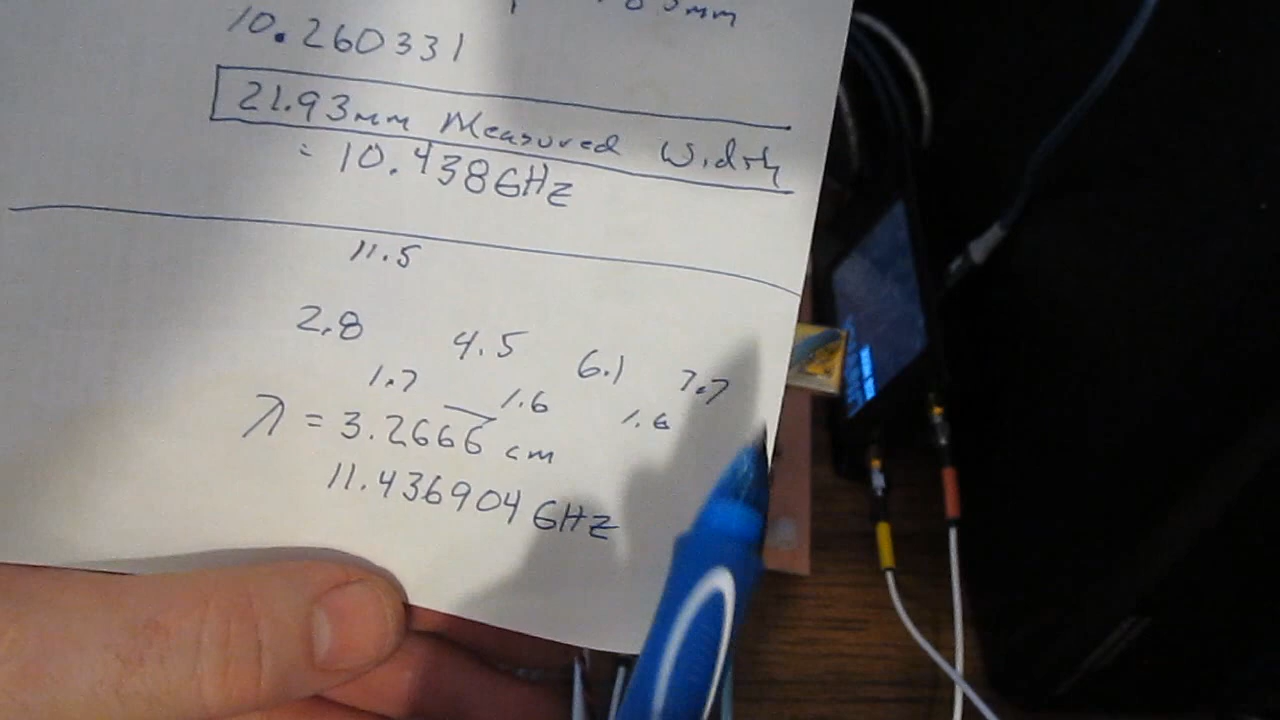 mm
10.260331
21.93mm Measured Width
= 10.438GHz
11.5
2.8 4.5 6.1 7.7
1.7 1.6 1.6
λ = 3.2666 cm
11.436904 GHz